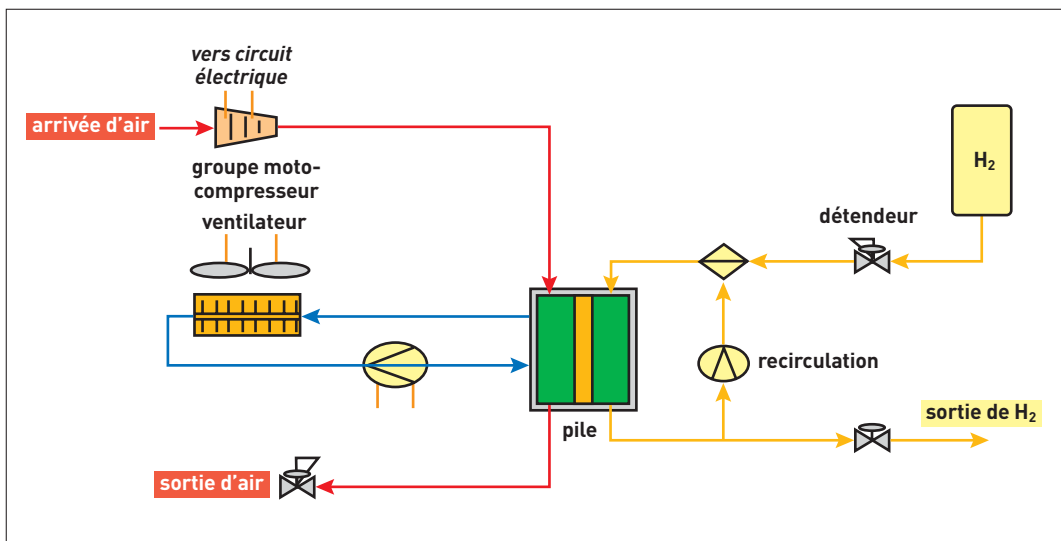 vers circuit
électrique
arrivée d'air
groupe moto-
compresseur
ventilateur
H₂
détendeur
recirculation
sortie de H₂
pile
sortie d'air